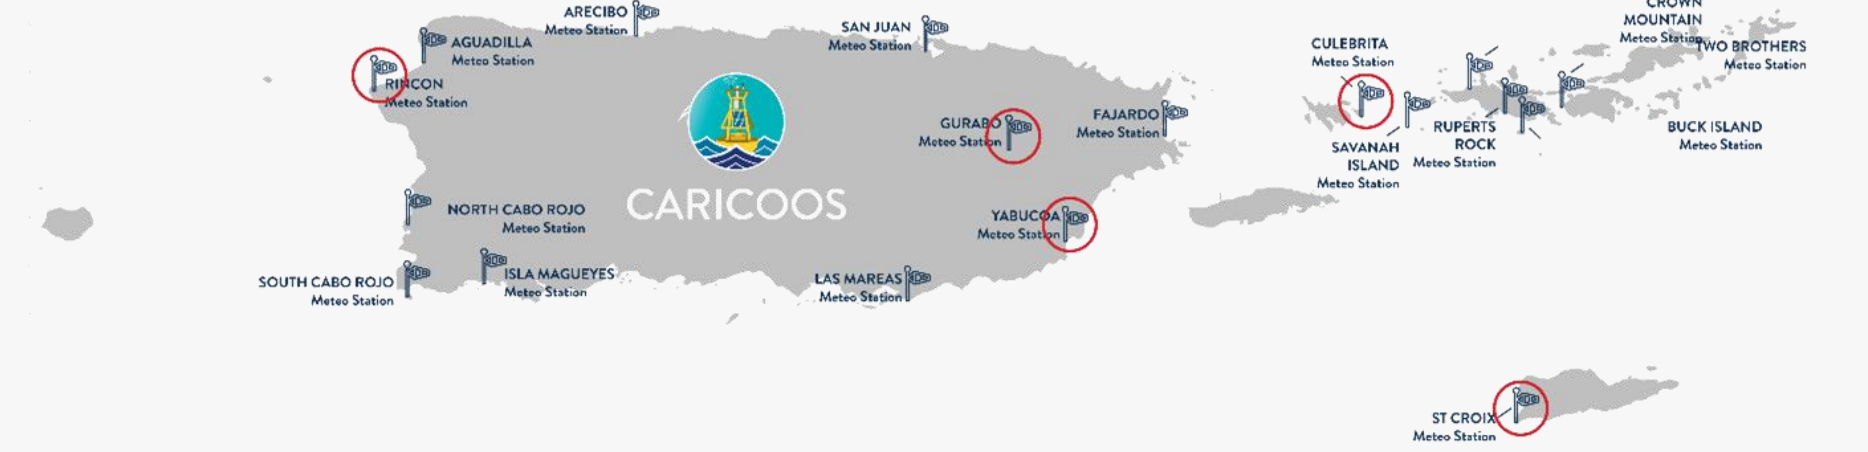 ARECIBO
Meteo Station
SAN JUAN
Meteo Station
CROWN
MOUNTAIN
Meteo Station
AGUADILLA
Meteo Station
CULEBRITA
Meteo Station
TWO BROTHERS
Meteo Station
RINCON
Meteo Station
GURABO
Meteo Station
FAJARDO
Meteo Station
RUPERTS
ROCK
Meteo Station
BUCK ISLAND
Meteo Station
SAVANAH
ISLAND
Meteo Station
CARICOOS
NORTH CABO ROJO
Meteo Station
YABUCOA
Meteo Station
SOUTH CABO ROJO
Meteo Station
ISLA MAGUEYES
Meteo Station
LAS MAREAS
Meteo Station
ST CROIX
Meteo Station